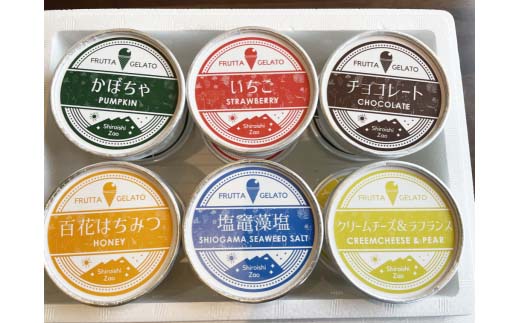 FRUTTA GELATO
かぼちゃ
PUMPKIN
Shiroishi
Zao
FRUTTA GELATO
いちご
STRAWBERRY
Shiroishi
Zao
FRUTTA GELATO
チョコレート
CHOCOLATE
Shiroishi
Zao
FRUTTA GELATO
百花はちみつ
HONEY
Shiroishi
Zao
FRUTTA GELATO
塩竈藻塩
SHIOGAMA SEAWEED SALT
Shiroishi
Zao
FRUTTA GELATO
クリームチーズ&ラフランス
CREEMCHEESE & PEAR
Shiroishi
Zao